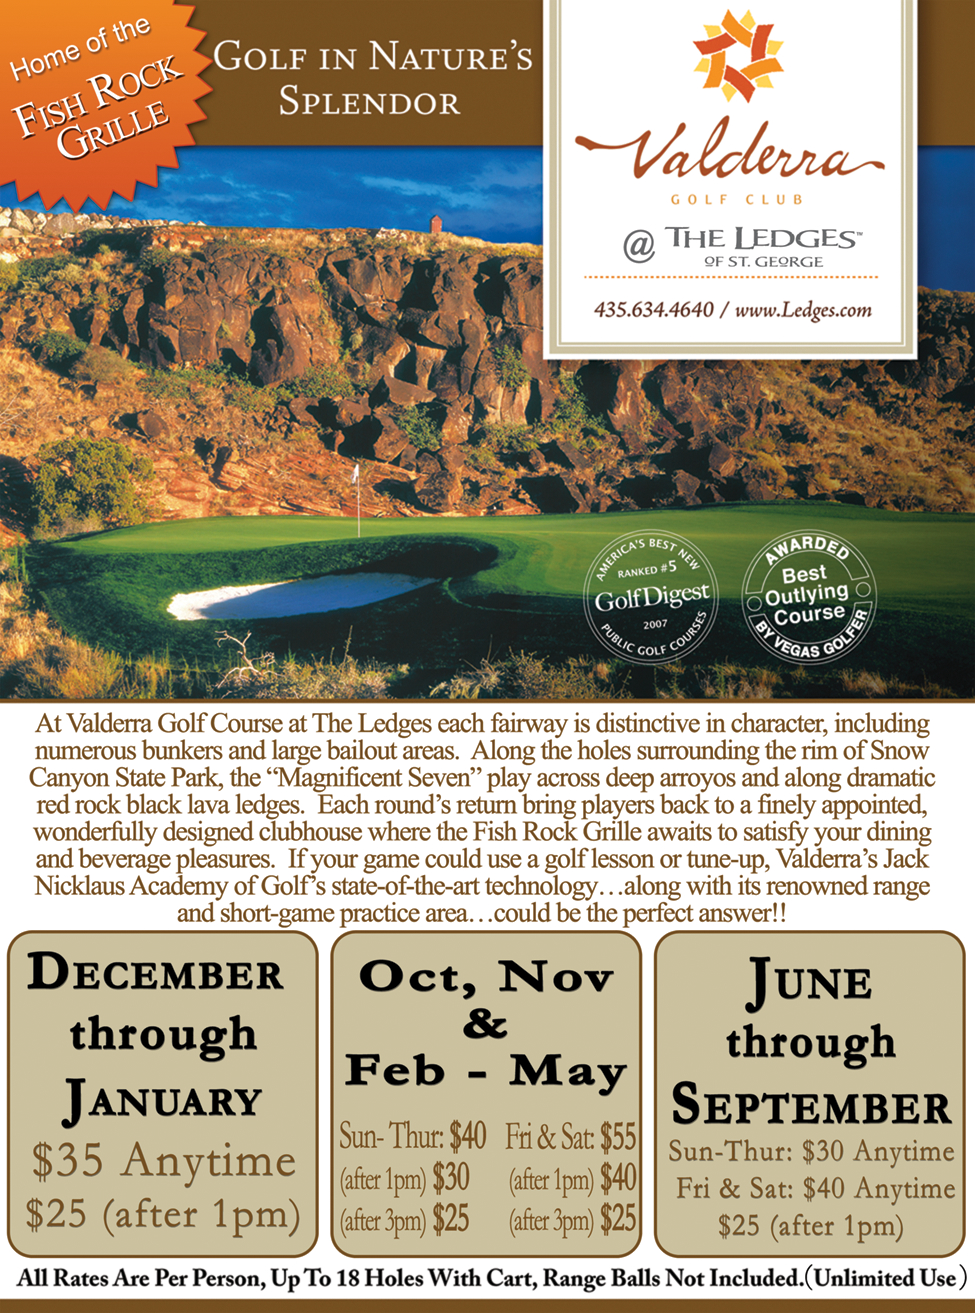 Home of the
FISH ROCK
GRILLE
GOLF IN NATURE'S
SPLENDOR
Valderra
GOLF CLUB
@ THE LEDGES™
OF ST. GEORGE
435.634.4640 / www.Ledges.com
AMERICA'S BEST NEW
RANKED #5
GolfDigest
2007
PUBLIC GOLF COURSES
AWARDED
Best
Outlying
Course
BY VEGAS GOLFER
At Valderra Golf Course at The Ledges each fairway is distinctive in character, including
numerous bunkers and large bailout areas. Along the holes surrounding the rim of Snow
Canyon State Park, the “Magnificent Seven” play across deep arroyos and along dramatic
red rock black lava ledges. Each round's return bring players back to a finely appointed,
wonderfully designed clubhouse where the Fish Rock Grille awaits to satisfy your dining
and beverage pleasures. If your game could use a golf lesson or tune-up, Valderra's Jack
Nicklaus Academy of Golf's state-of-the-art technology…along with its renowned range
and short-game practice area…could be the perfect answer!!
DECEMBER
through
JANUARY
$35 Anytime
$25 (after 1pm)
Oct, Nov
&
Feb - May
Sun- Thur: $40 Fri & Sat: $55
(after 1pm) $30 (after 1pm) $40
(after 3pm) $25 (after 3pm) $25
JUNE
through
SEPTEMBER
Sun-Thur: $30 Anytime
Fri & Sat: $40 Anytime
$25 (after 1pm)
All Rates Are Per Person, Up To 18 Holes With Cart, Range Balls Not Included.(Unlimited Use )